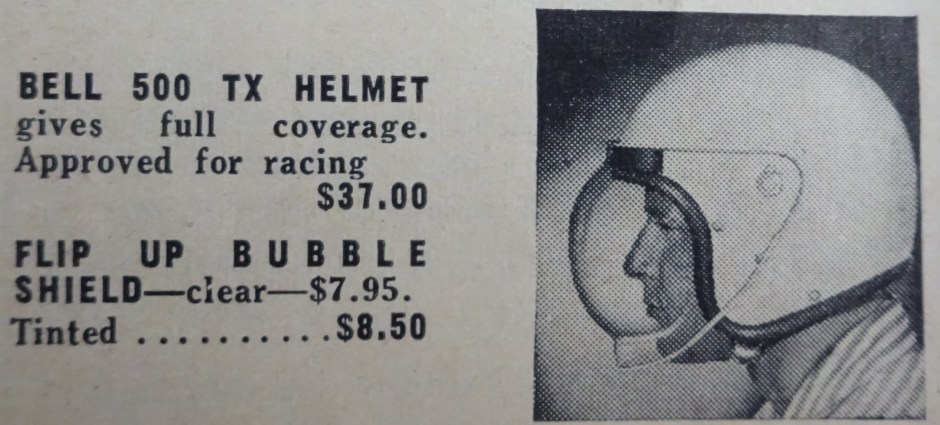 BELL 500 TX HELMET
gives full coverage.
Approved for racing
$37.00
FLIP UP BUBBLE
SHIELD—clear—$7.95.
Tinted ..........$8.50